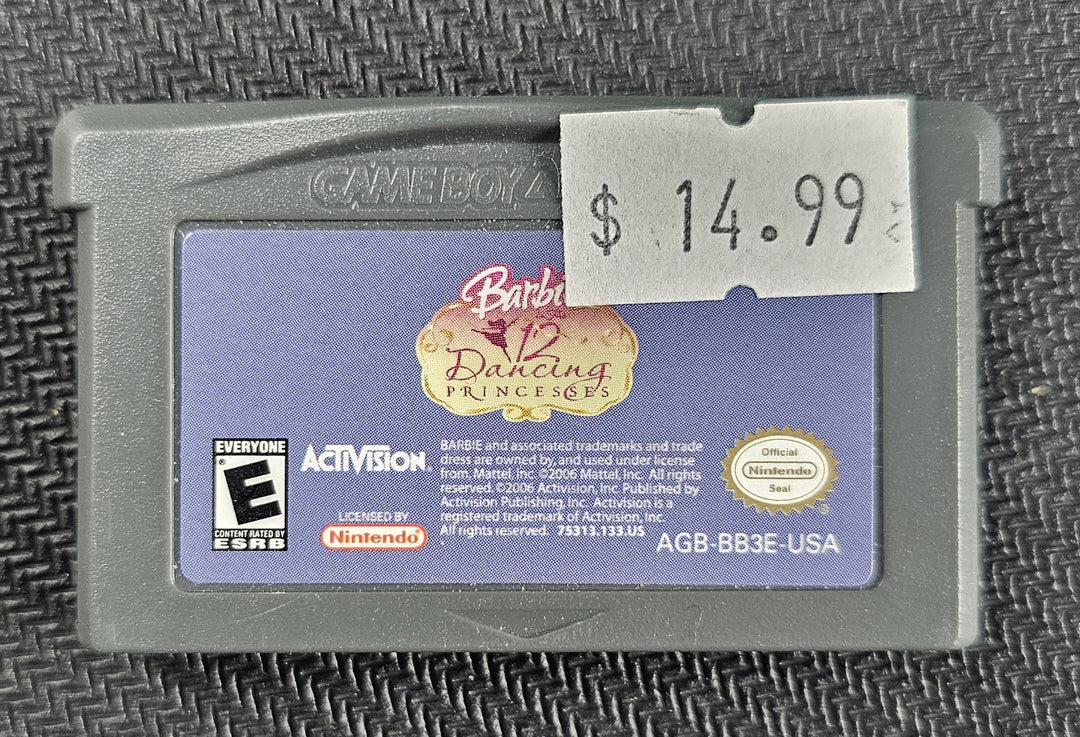 GAME BOY A
$ 14.99
Barbi
12
Dancing
PRINCESSES
EVERYONE
E
CONTENT RATED BY
ESRB
ACTIVISION
LICENSED BY
Nintendo
BARBIE and associated trademarks and trade
dress are owned by, and used under license
from Mattel, Inc. ©2006 Mattel, Inc. All rights
reserved. ©2006 Activision, Inc. Published by
Activision Publishing, Inc. Activision is a
registered trademark of Activision, Inc.
All rights reserved. 75313.133.US
Official
Nintendo
Seal
®
AGB-BB3E-USA